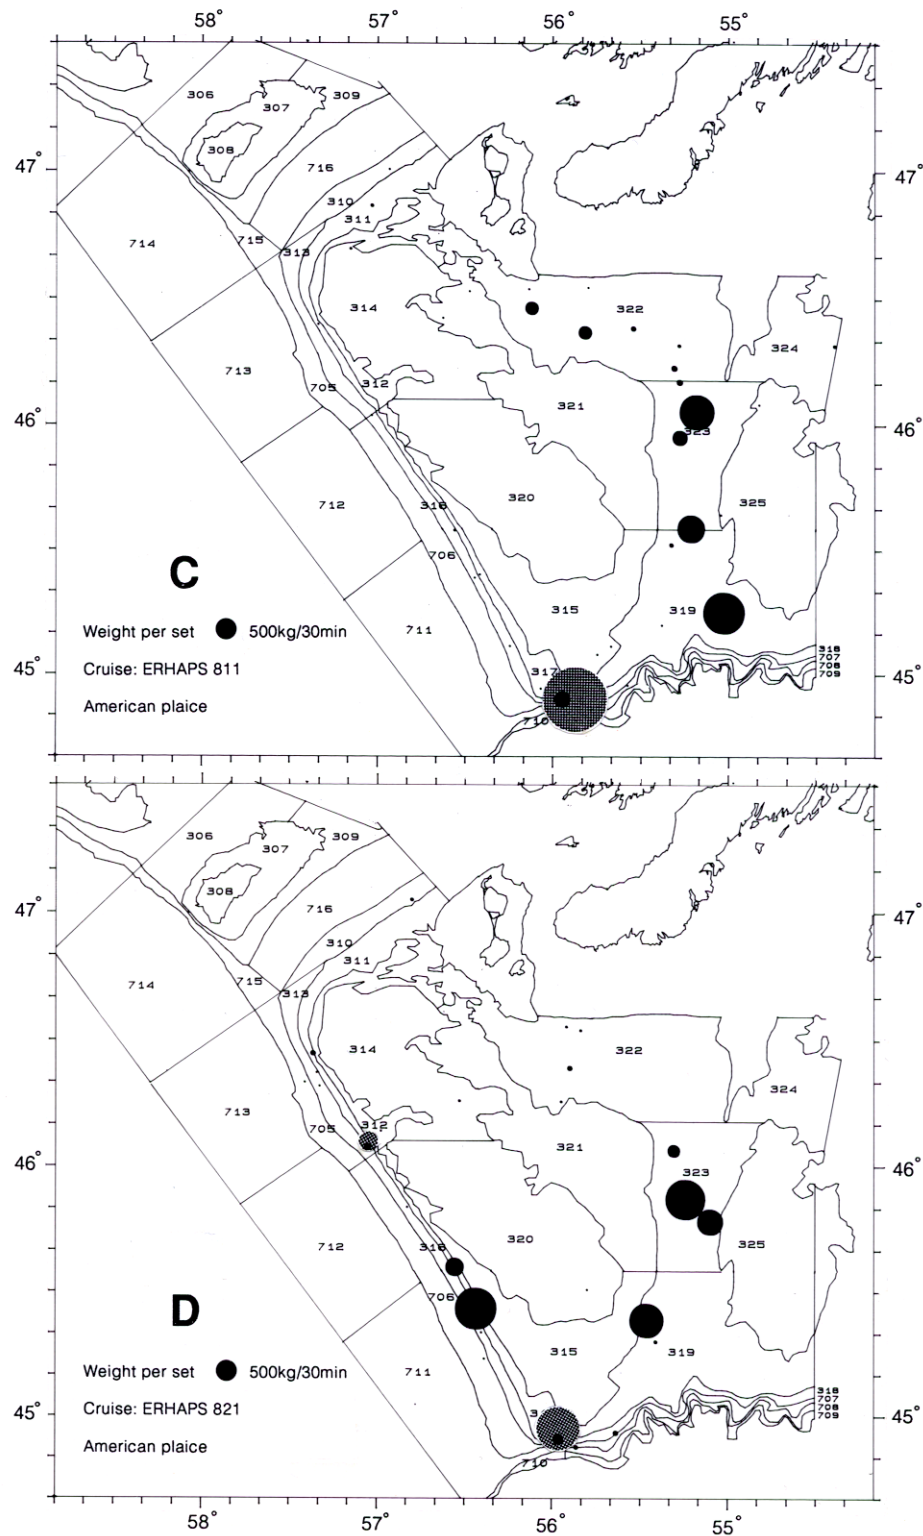 58° 57° 56° 55°
306 309
307
308
47° 716 47°
310
311
714 715 313
314 322
324
713
705 312
321
46° 323 46°
320 325
712 316
706
C
315 319
711
Weight per set 500kg/30min
318
707
708
709
Cruise: ERHAPS 811
45° 317 45°
American plaice
710
306 309
307
308
47° 716 47°
310
311
714 715 313
314 322
324
713
705 312
321
46° 323 46°
320 325
712 316
706
D
315 319
711
Weight per set 500kg/30min
318
707
708
709
Cruise: ERHAPS 821
45° 3 45°
American plaice
710
58° 57° 56° 55°